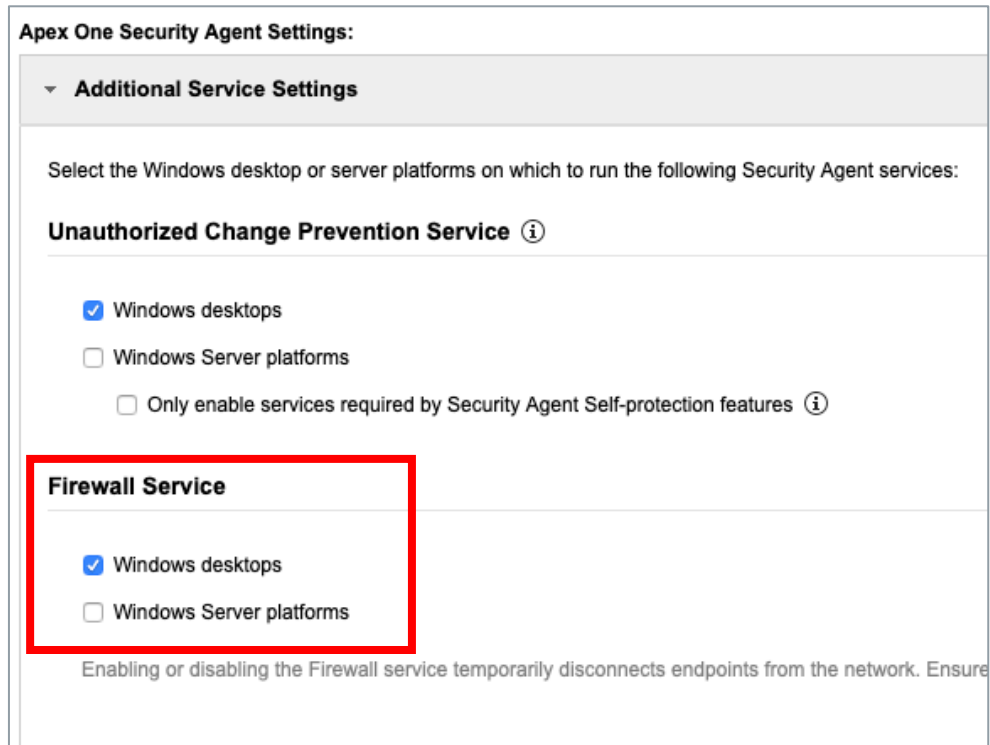 Apex One Security Agent Settings:
Additional Service Settings
Select the Windows desktop or server platforms on which to run the following Security Agent services:
Unauthorized Change Prevention Service
Windows desktops
Windows Server platforms
Only enable services required by Security Agent Self-protection features
Firewall Service
Windows desktops
Windows Server platforms
Enabling or disabling the Firewall service temporarily disconnects endpoints from the network. Ensure